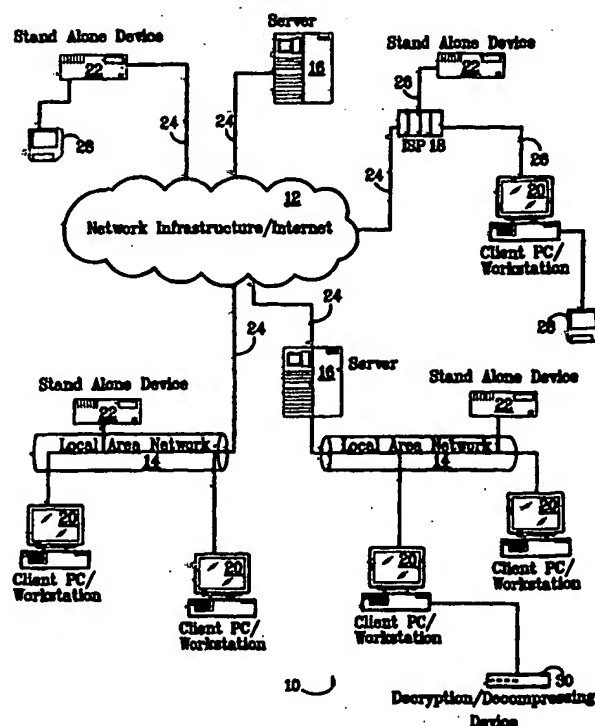 Server
Stand Alone Device
22
16
Stand Alone Device
22
26
24
24
ISP 18
26
28
24
20
12
Network Infrastructure/Internet
Client PC/
Workstation
24
28
24
16
Server
Stand Alone Device
22
Stand Alone Device
22
Local Area Network
14
Local Area Network
14
20
20
20
20
Client PC/
Workstation
Client PC/
Workstation
Client PC/
Workstation
Client PC/
Workstation
10
30
Decryption/Decompressing
Device